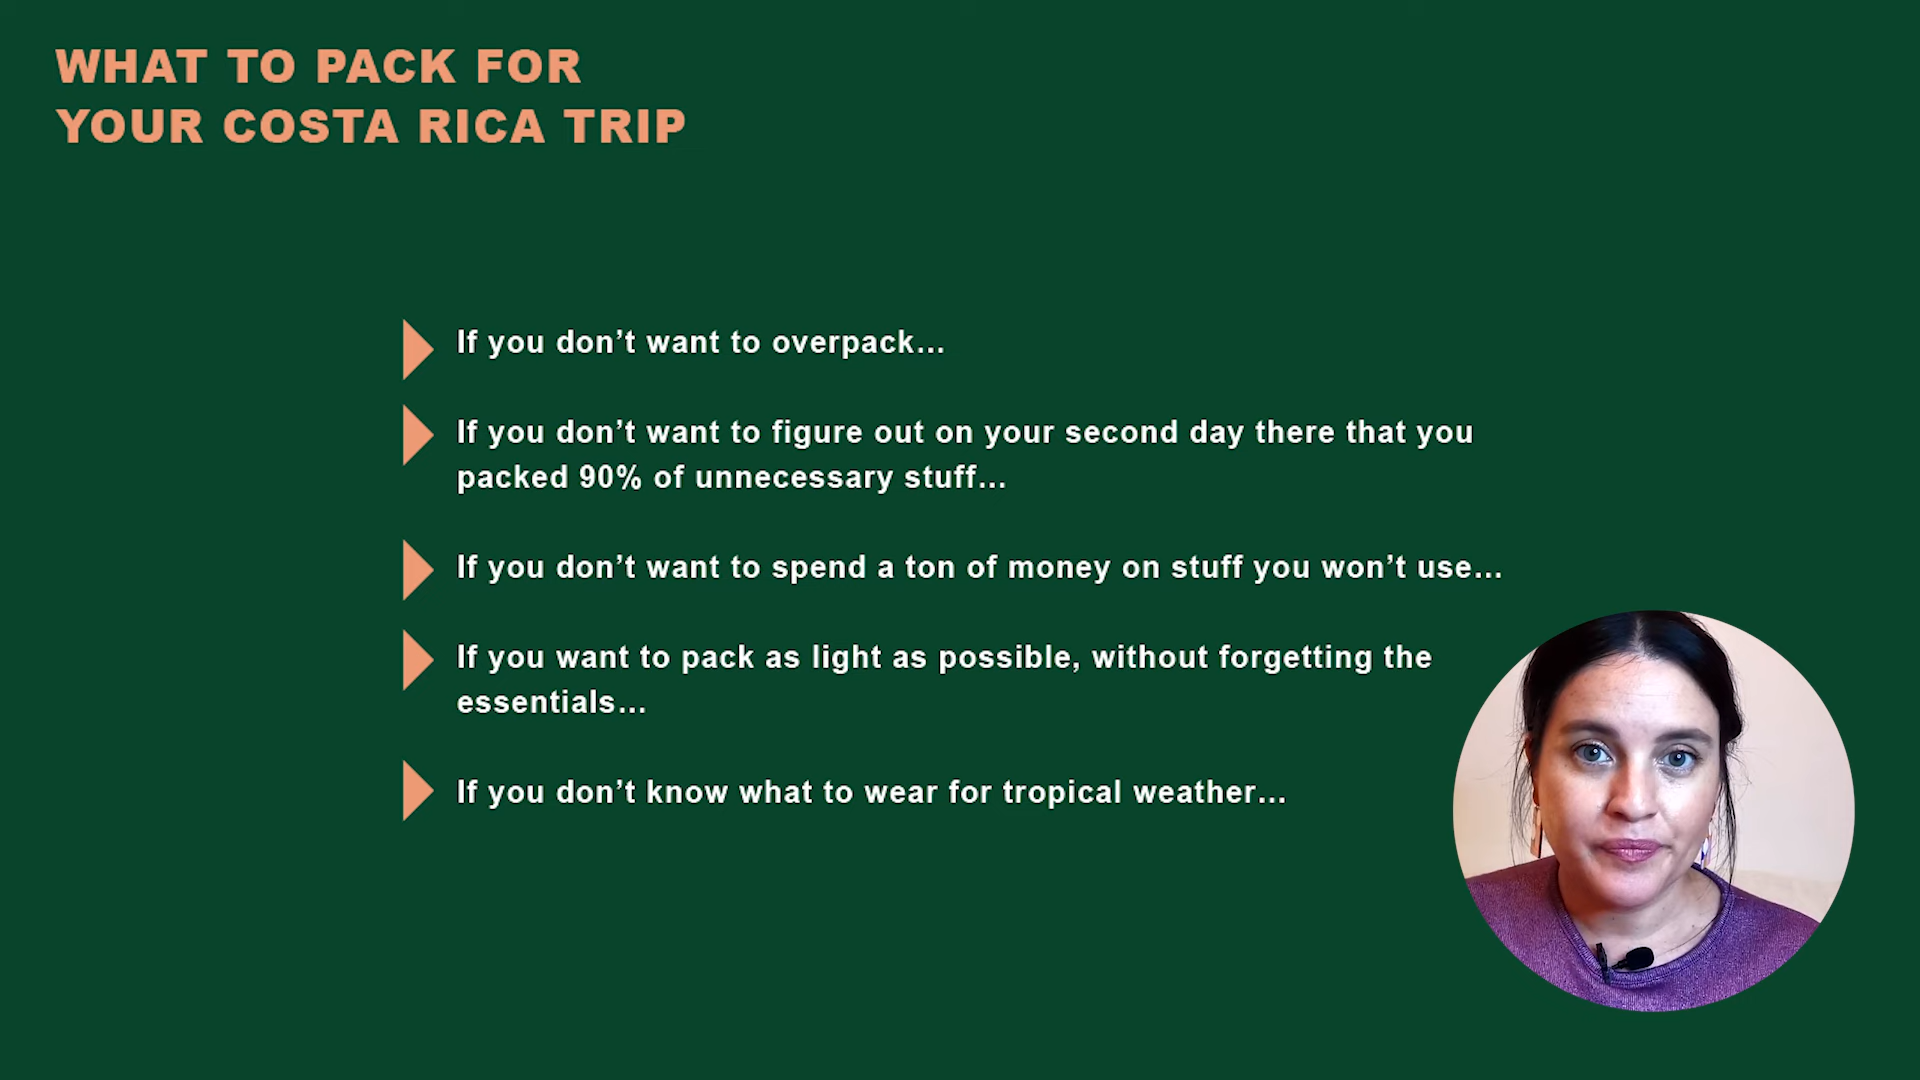 WHAT TO PACK FOR
YOUR COSTA RICA TRIP
If you don’t want to overpack...
If you don’t want to figure out on your second day there that you
packed 90% of unnecessary stuff...
If you don’t want to spend a ton of money on stuff you won’t use...
If you want to pack as light as possible, without forgetting the
essentials...
If you don’t know what to wear for tropical weather...